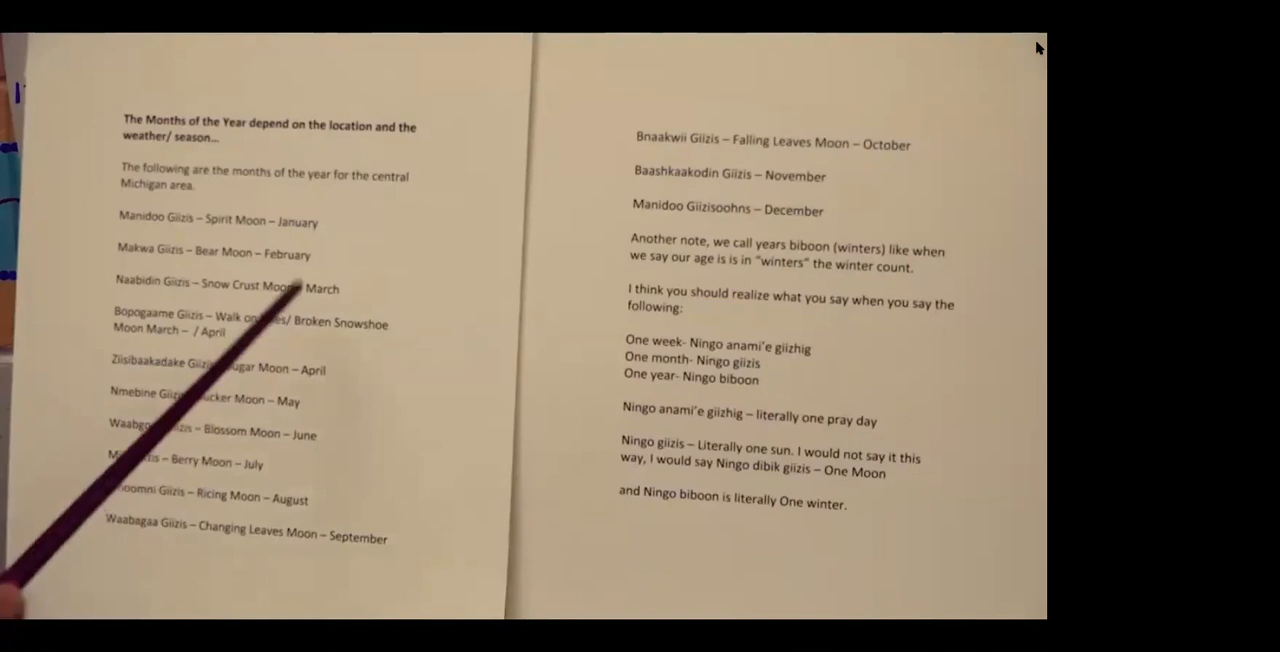 The Months of the Year depend on the location and the
weather/ season...
The following are the months of the year for the central
Michigan area.
Manidoo Giizis – Spirit Moon – January
Makwa Giizis – Bear Moon – February
Naabidin Giizis – Snow Crust Moon March
Bopogaame Giizis – Walk on / Broken Snowshoe
Moon March – / April
Ziisibaakadake Moon – April
Nmebine Moon – May
– Blossom Moon – June
– Berry Moon – July
Giizis – Ricing Moon – August
Waabagaa Giizis – Changing Leaves Moon – September
Bnaakwii Giizis – Falling Leaves Moon – October
Baashkaakodin Giizis – November
Manidoo Giizisoohns – December
Another note, we call years biboon (winters) like when
we say our age is is in "winters" the winter count.
I think you should realize what you say when you say the
following:
One week- Ningo anami'e giizhig
One month- Ningo giizis
One year- Ningo biboon
Ningo anami'e giizhig – literally one pray day
Ningo giizis – Literally one sun. I would not say it this
way, I would say Ningo dibik giizis – One Moon
and Ningo biboon is literally One winter.